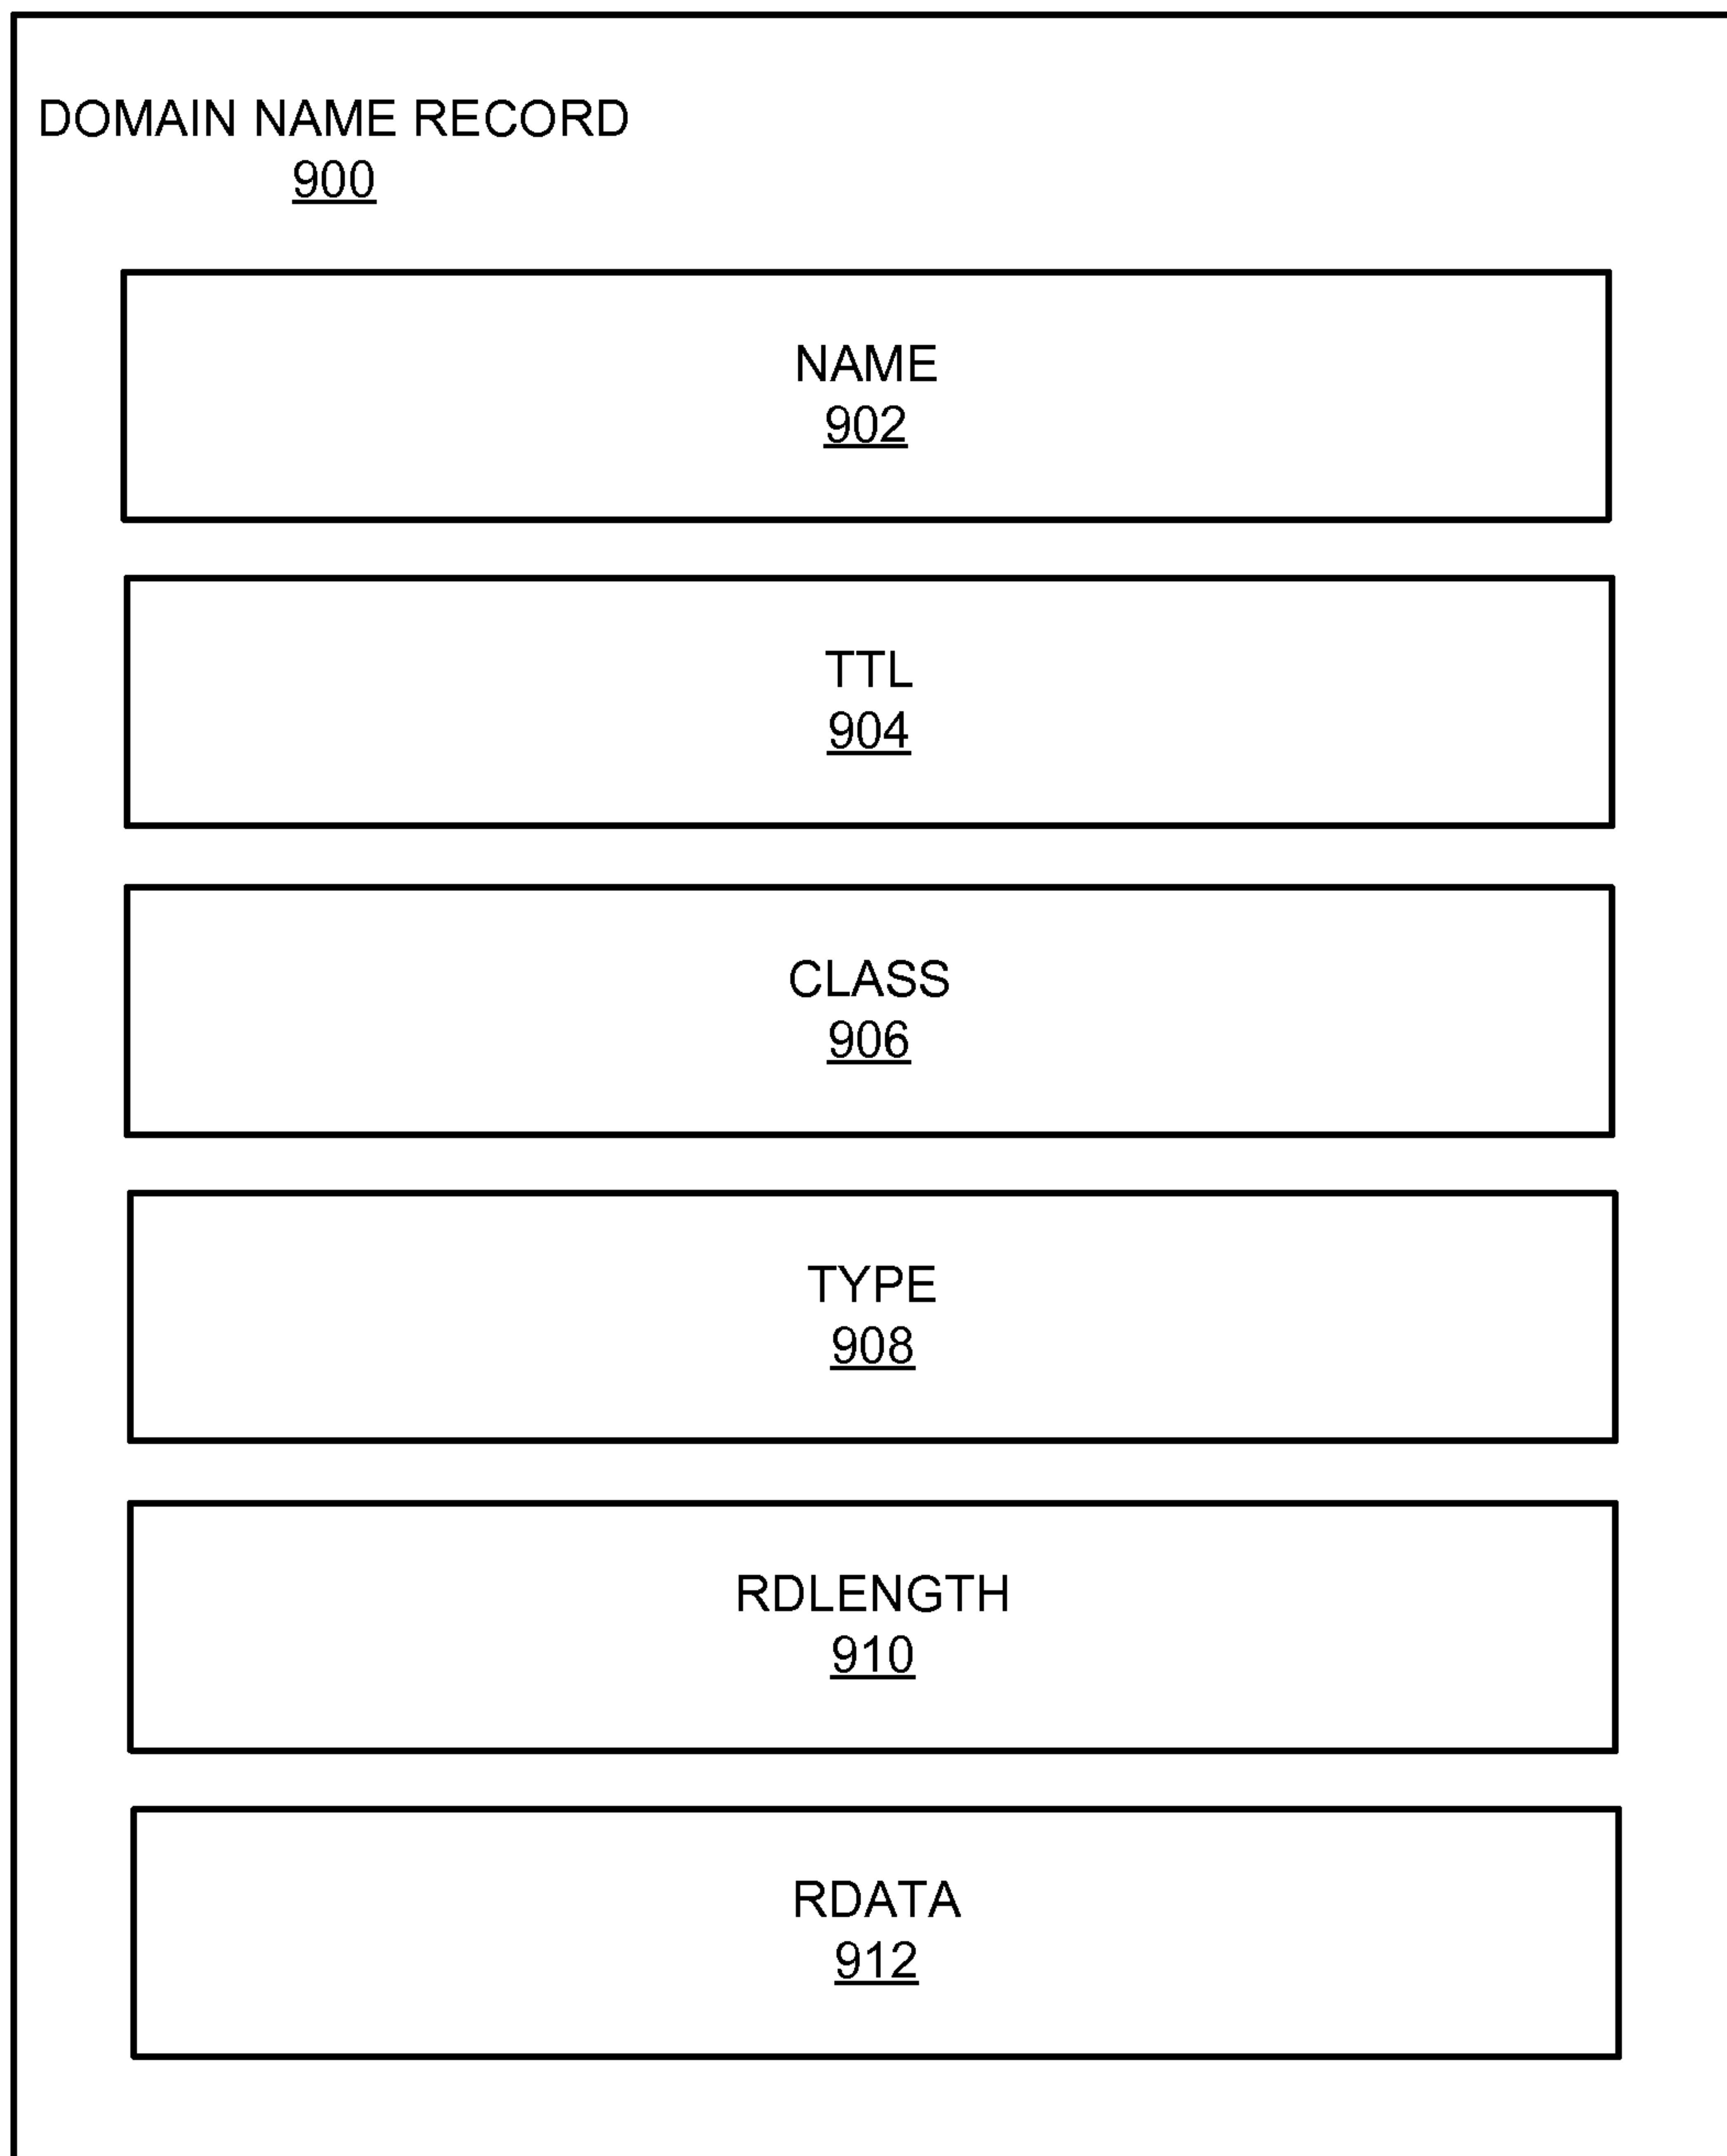 DOMAIN NAME RECORD
900
NAME
902
TTL
904
CLASS
906
TYPE
908
RDLENGTH
910
RDATA
912